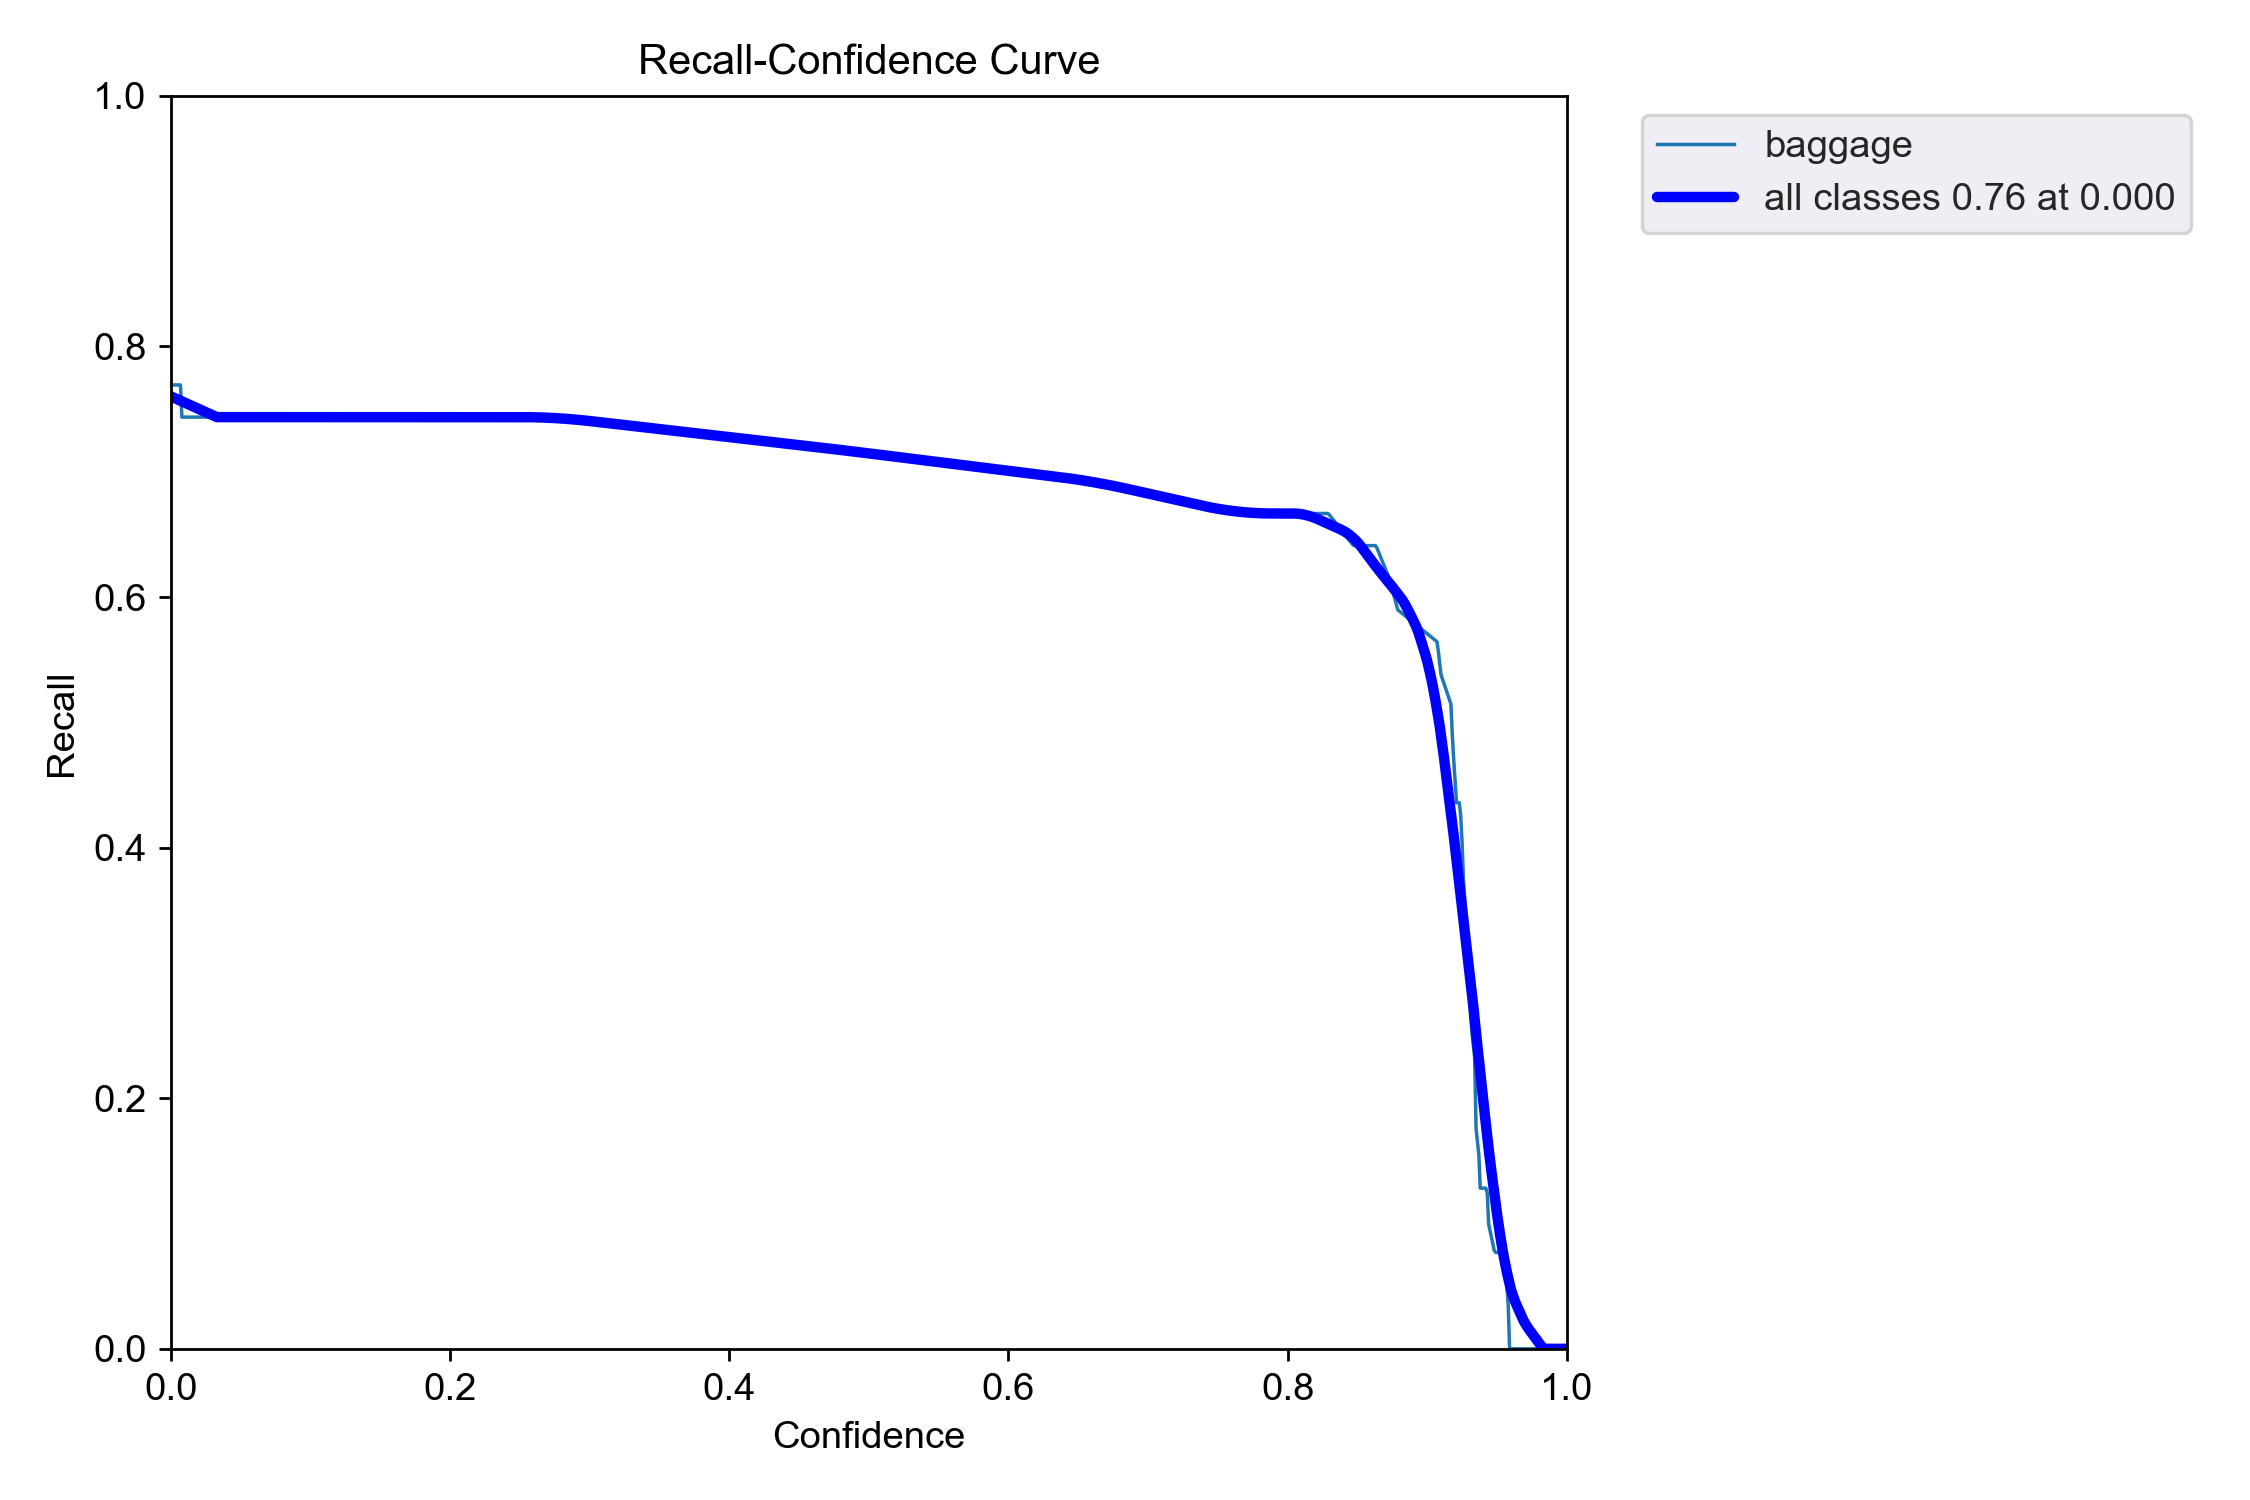 Recall-Confidence Curve
1.0
0.8
0.6
0.4
0.2
0.0
Recall
0.0 0.2 0.4 0.6 0.8 1.0
Confidence
baggage
all classes 0.76 at 0.000